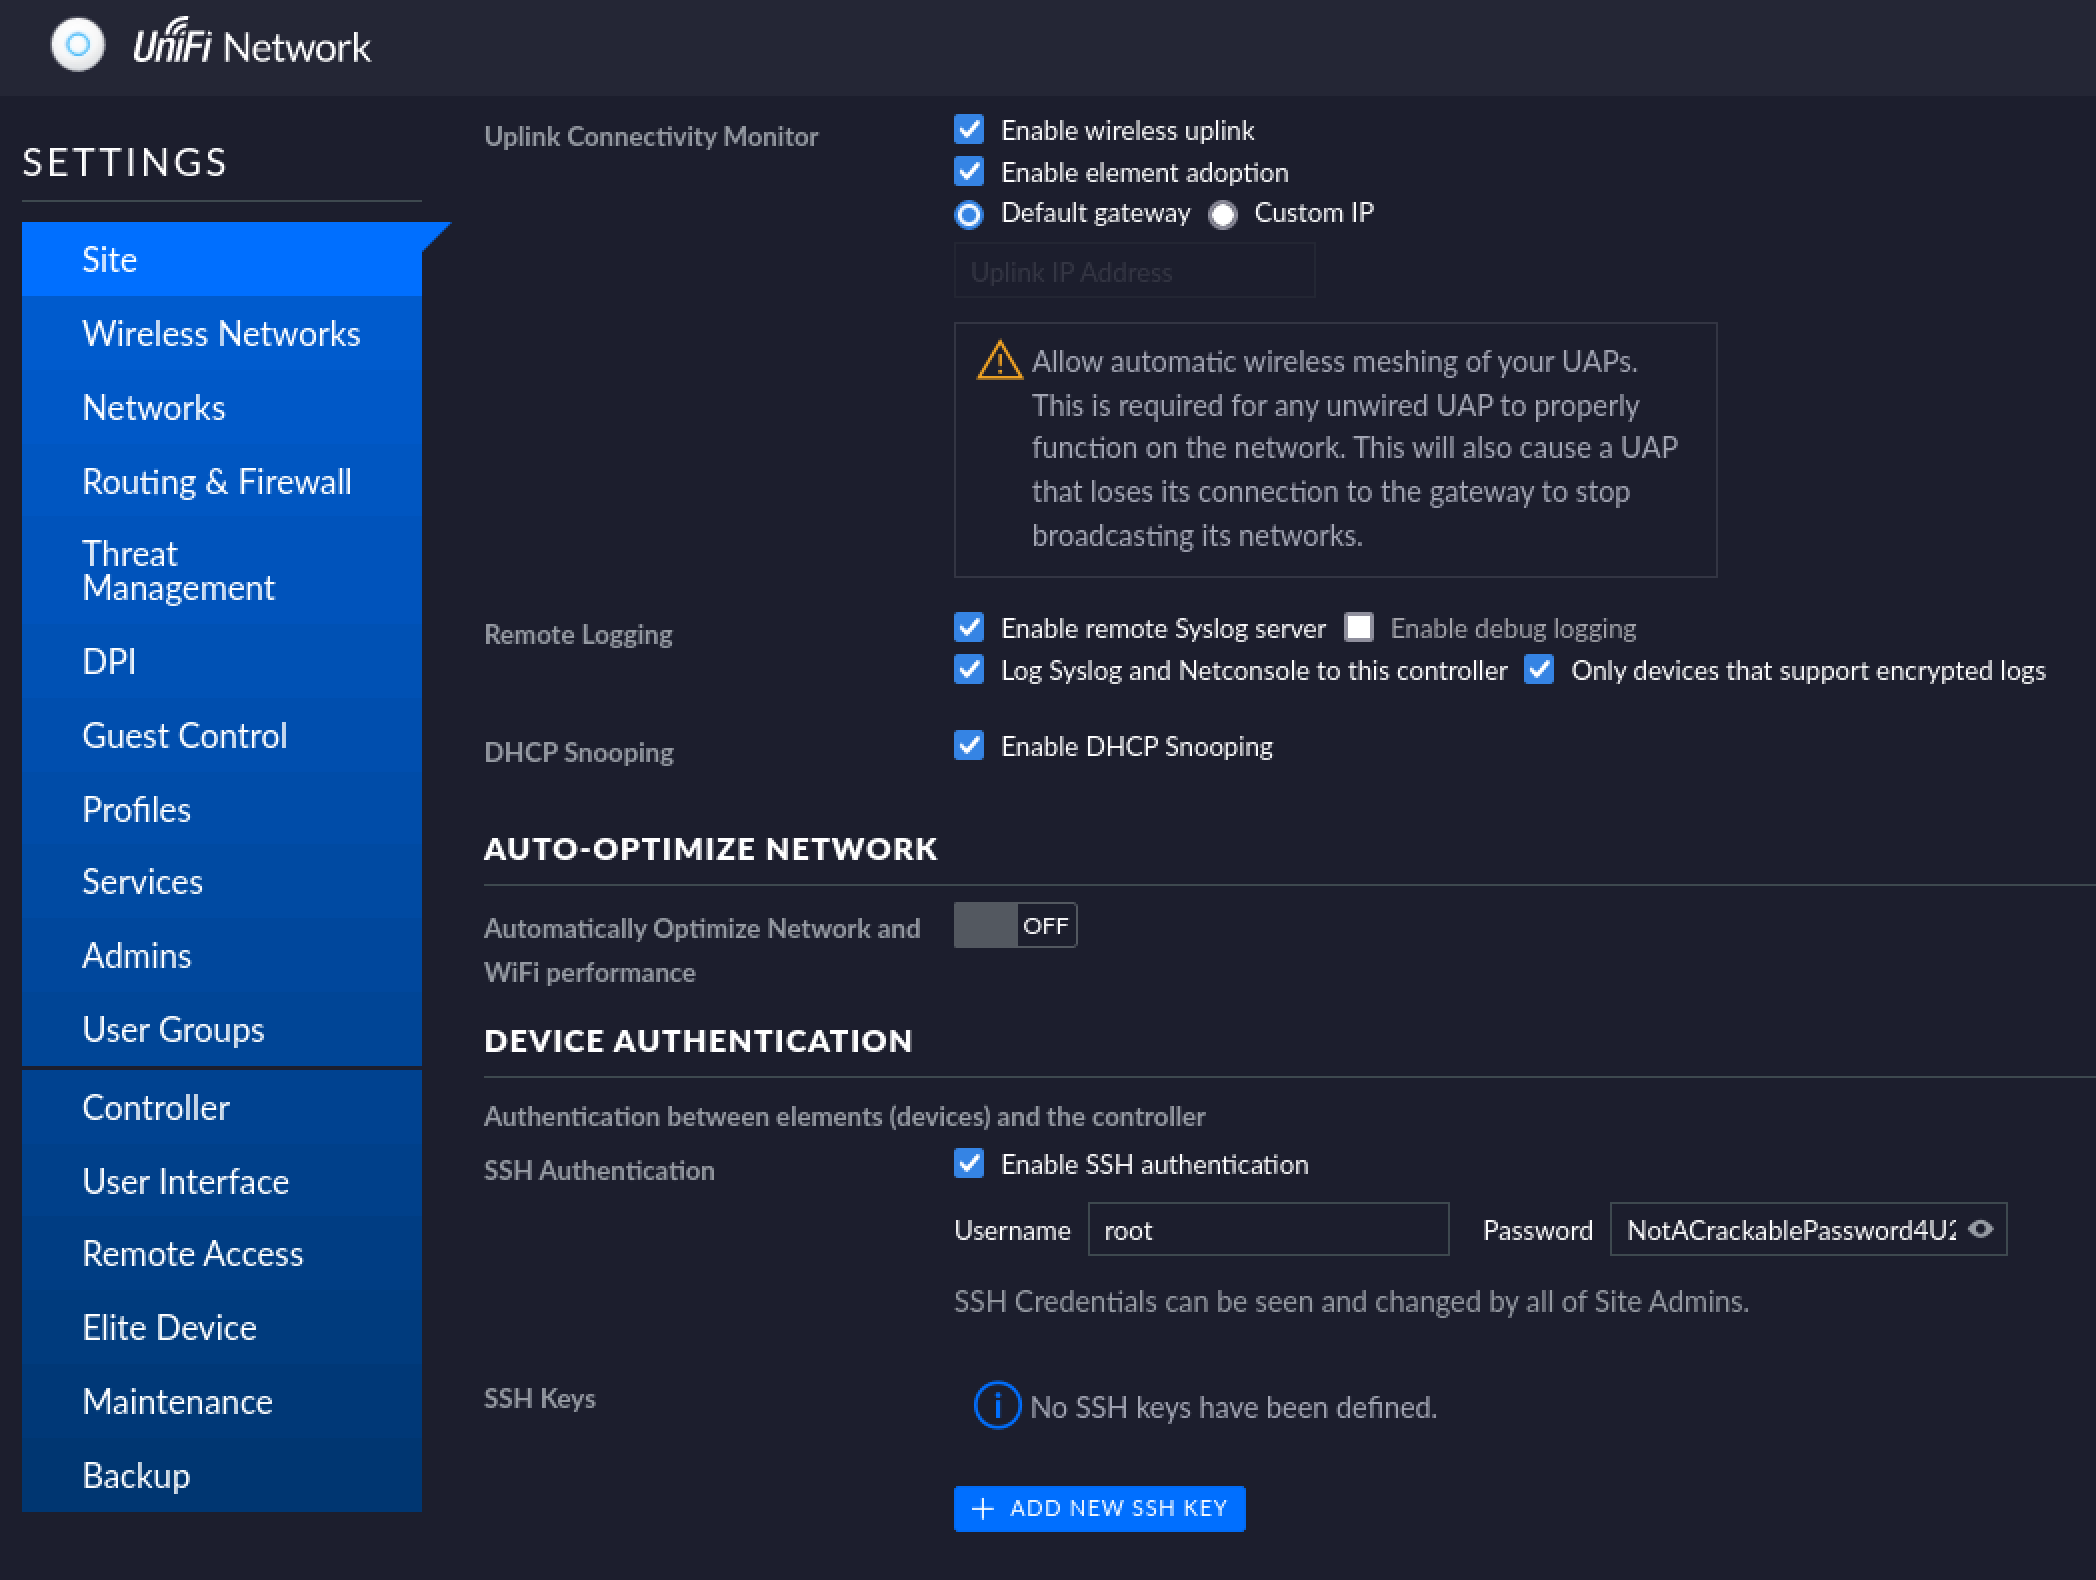 UniFi Network
SETTINGS
Site
Wireless Networks
Networks
Routing & Firewall
Threat
Management
DPI
Guest Control
Profiles
Services
Admins
User Groups
Controller
User Interface
Remote Access
Elite Device
Maintenance
Backup
Uplink Connectivity Monitor
Enable wireless uplink
Enable element adoption
Default gateway Custom IP
Uplink IP Address
Allow automatic wireless meshing of your UAPs.
This is required for any unwired UAP to properly
function on the network. This will also cause a UAP
that loses its connection to the gateway to stop
broadcasting its networks.
Remote Logging
Enable remote Syslog server Enable debug logging
Log Syslog and Netconsole to this controller Only devices that support encrypted logs
DHCP Snooping
Enable DHCP Snooping
AUTO-OPTIMIZE NETWORK
Automatically Optimize Network and
WiFi performance
OFF
DEVICE AUTHENTICATION
Authentication between elements (devices) and the controller
SSH Authentication
Enable SSH authentication
Username root Password NotACrackablePassword4U2
SSH Credentials can be seen and changed by all of Site Admins.
SSH Keys
No SSH keys have been defined.
ADD NEW SSH KEY